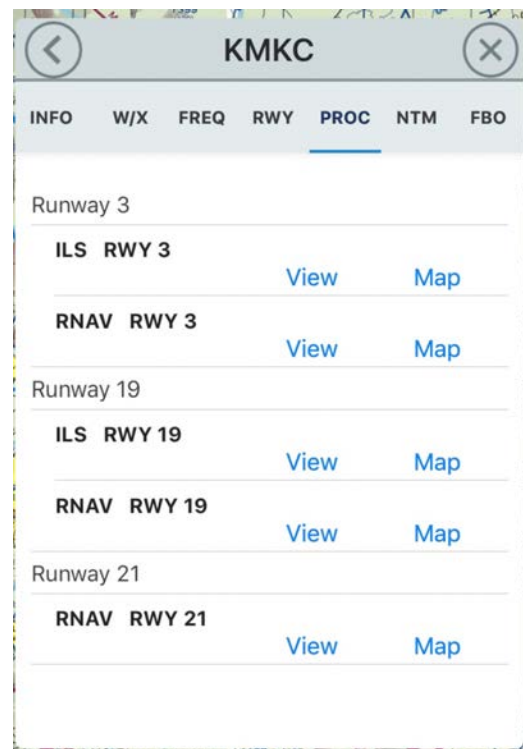 KMKC
INFO W/X FREQ RWY PROC NTM FBO
Runway 3
ILS RWY 3
View Map
RNAV RWY 3
View Map
Runway 19
ILS RWY 19
View Map
RNAV RWY 19
View Map
Runway 21
RNAV RWY 21
View Map